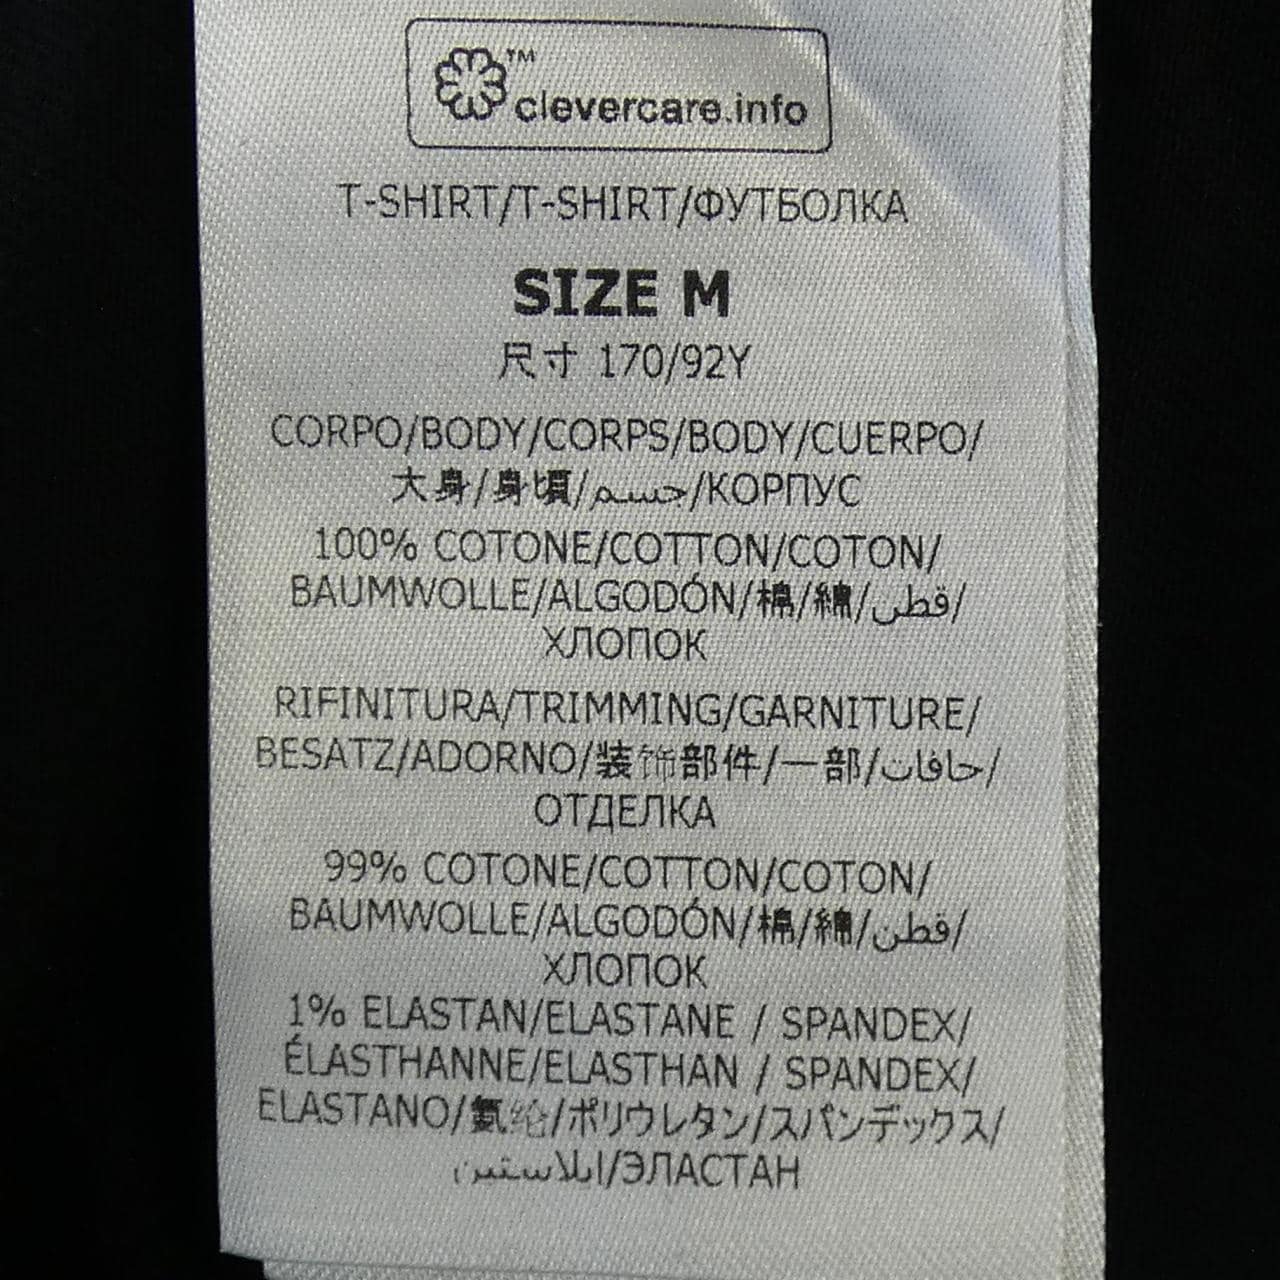 ™ clevercare.info
T-SHIRT/T-SHIRT/ФУТБОЛКА
SIZE M
尺寸 170/92Y
CORPO/BODY/CORPS/BODY/CUERPO/
大身/身頃/جسم/КОРПУС
100% COTONE/COTTON/COTON/
BAUMWOLLE/ALGODÓN/棉/綿/قطن/
ХЛОПОК
RIFINITURA/TRIMMING/GARNITURE/
BESATZ/ADORNO/装饰部件/一部/حافات/
ОТДЕЛКА
99% COTONE/COTTON/COTON/
BAUMWOLLE/ALGODÓN/棉/綿/قطن/
ХЛОПОК
1% ELASTAN/ELASTANE / SPANDEX/
ÉLASTHANNE/ELASTHAN / SPANDEX/
ELASTANO/氨纶/ポリウレタン/スパンデックス/
ايلاستين/ЭЛАСТАН